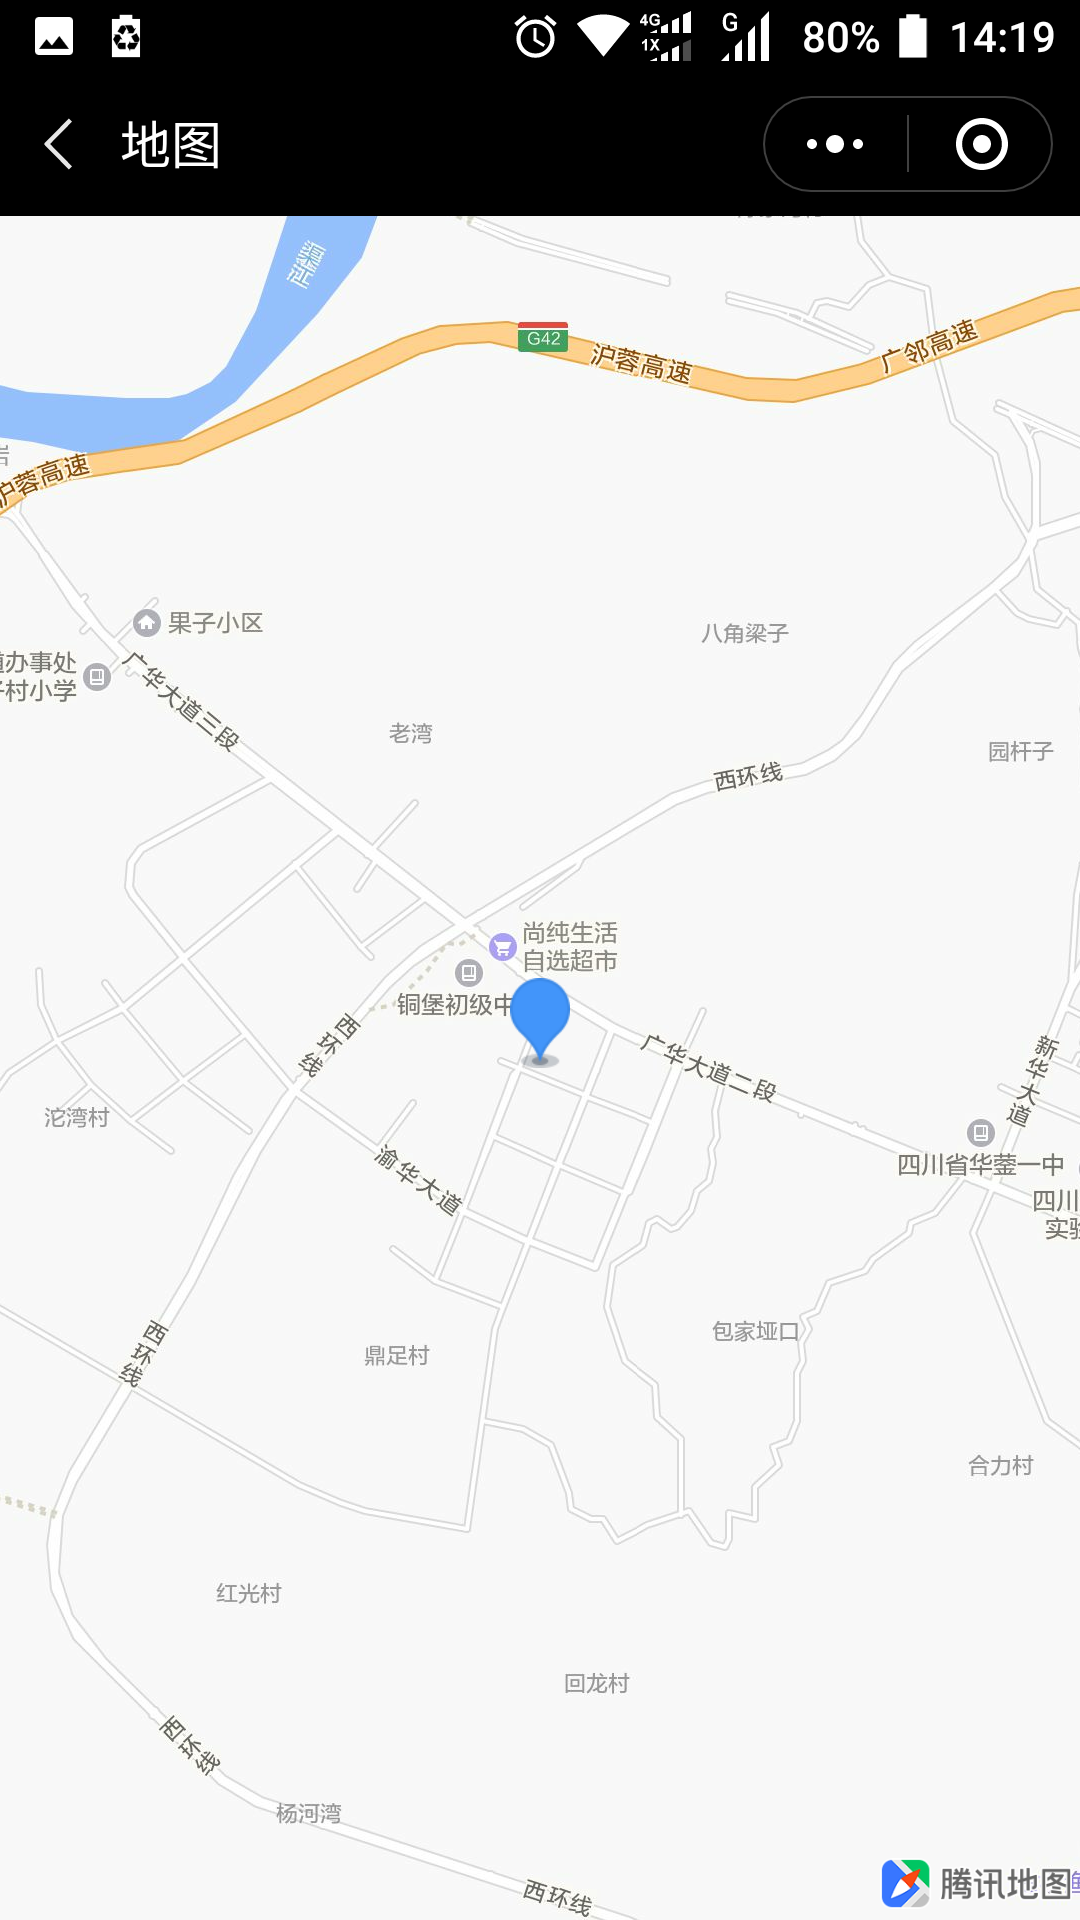 4G
1X
G
80%
14:19
地图
G42
沪蓉高速
广邻高速
沪蓉高速
果子小区
道办事处
子村小学
广华大道三段
八角梁子
老湾
园杆子
西环线
尚纯生活
自选超市
铜堡初级中
西环线
广华大道二段
新华大道
沱湾村
四川省华蓥一中
四川
实验
渝华大道
包家垭口
西环线
鼎足村
合力村
红光村
回龙村
西环线
杨河湾
西环线
腾讯地图